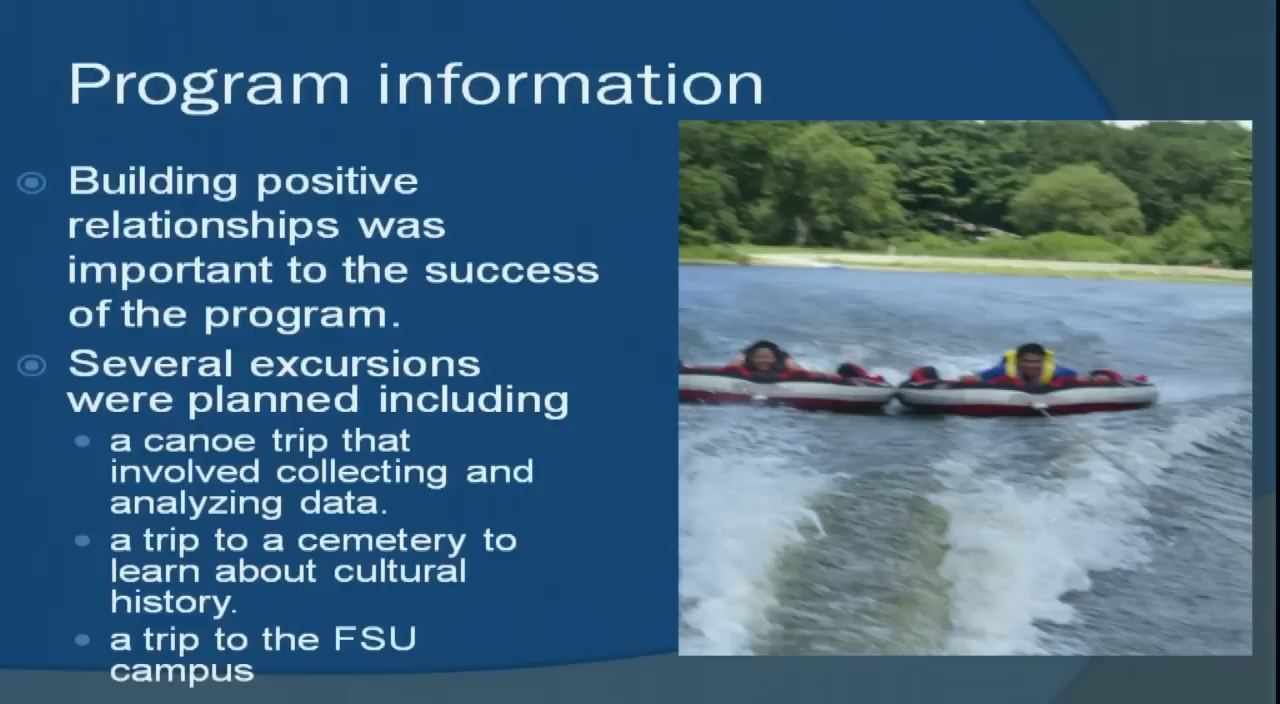 Program information
Building positive
relationships was
important to the success
of the program.
Several excursions
were planned including
a canoe trip that
involved collecting and
analyzing data.
a trip to a cemetery to
learn about cultural
history.
a trip to the FSU
campus